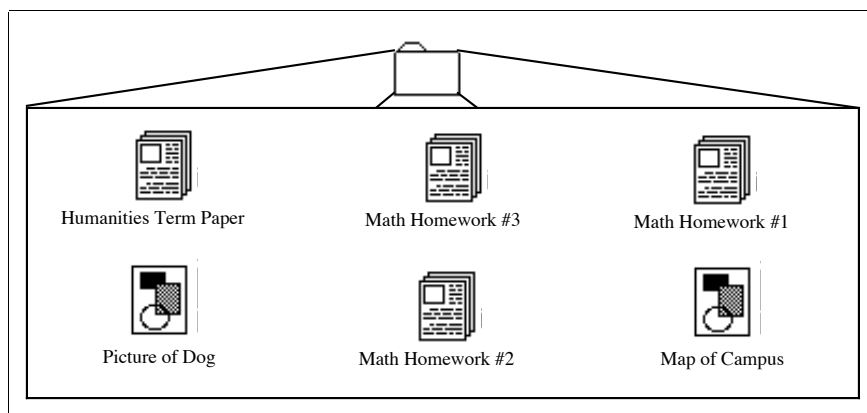 Humanities Term Paper
Math Homework #3
Math Homework #1
Picture of Dog
Math Homework #2
Map of Campus